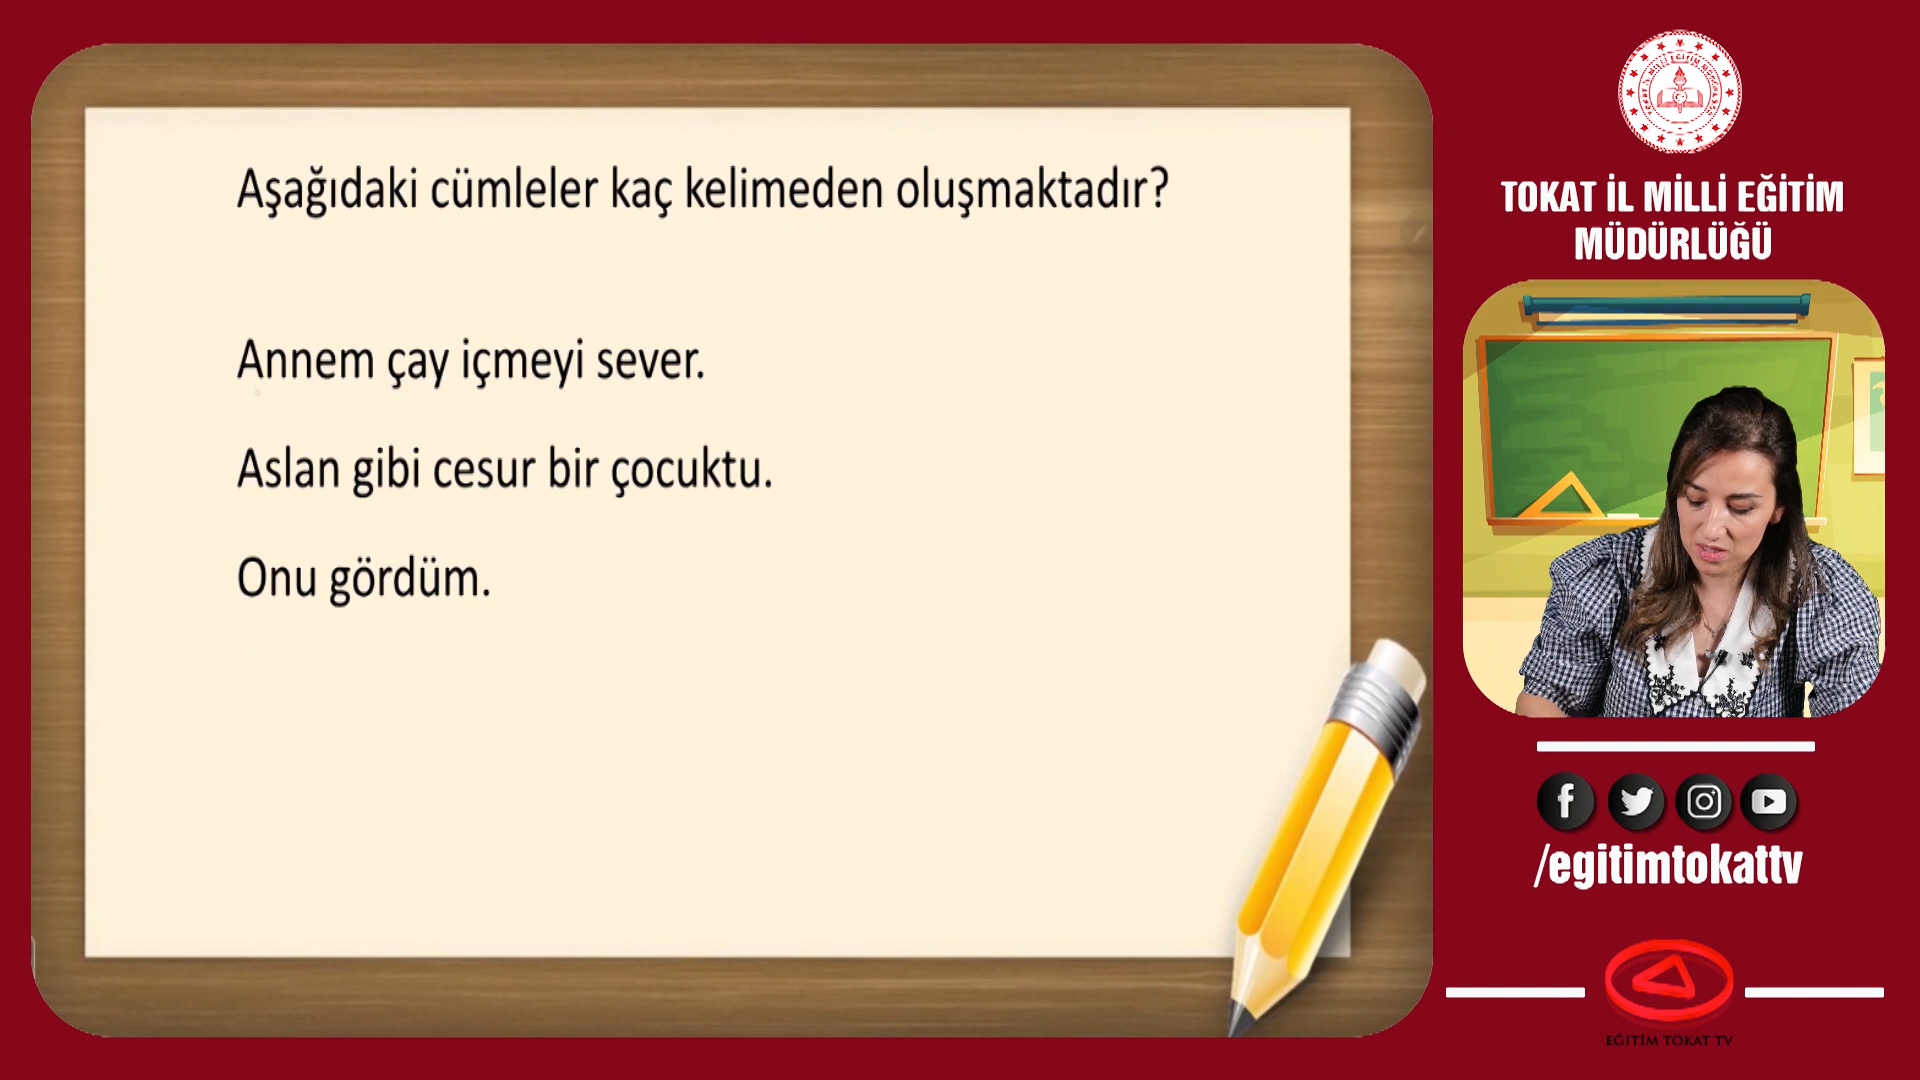 Aşağıdaki cümleler kaç kelimeden oluşmaktadır?
Annem çay içmeyi sever.
Aslan gibi cesur bir çocuktu.
Onu gördüm.
TOKAT İL MİLLİ EĞİTİM
MÜDÜRLÜĞÜ
/egitimtokattv
EĞİTİM TOKAT TV